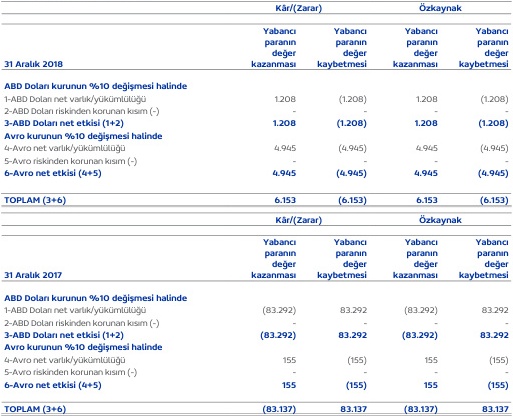 Kâr/(Zarar) Özkaynak
Yabancı Yabancı Yabancı Yabancı
paranın paranın paranın paranın
değer değer değer değer
31 Aralık 2018 kazanması kaybetmesi kazanması kaybetmesi
ABD Doları kurunun %10 değişmesi halinde
1-ABD Doları net varlık/yükümlülüğü 1.208 (1.208) 1.208 (1.208)
2-ABD Doları riskinden korunan kısım (-) - - - -
3-ABD Doları net etkisi (1+2) 1.208 (1.208) 1.208 (1.208)
Avro kurunun %10 değişmesi halinde
4-Avro net varlık/yükümlülüğü 4.945 (4.945) 4.945 (4.945)
5-Avro riskinden korunan kısım (-) - - - -
6-Avro net etkisi (4+5) 4.945 (4.945) 4.945 (4.945)
TOPLAM (3+6) 6.153 (6.153) 6.153 (6.153)
Kâr/(Zarar) Özkaynak
Yabancı Yabancı Yabancı Yabancı
paranın paranın paranın paranın
değer değer değer değer
31 Aralık 2017 kazanması kaybetmesi kazanması kaybetmesi
ABD Doları kurunun %10 değişmesi halinde
1-ABD Doları net varlık/yükümlülüğü (83.292) 83.292 (83.292) 83.292
2-ABD Doları riskinden korunan kısım (-) - - - -
3-ABD Doları net etkisi (1+2) (83.292) 83.292 (83.292) 83.292
Avro kurunun %10 değişmesi halinde
4-Avro net varlık/yükümlülüğü 155 (155) 155 (155)
5-Avro riskinden korunan kısım (-) - - - -
6-Avro net etkisi (4+5) 155 (155) 155 (155)
TOPLAM (3+6) (83.137) 83.137 (83.137) 83.137